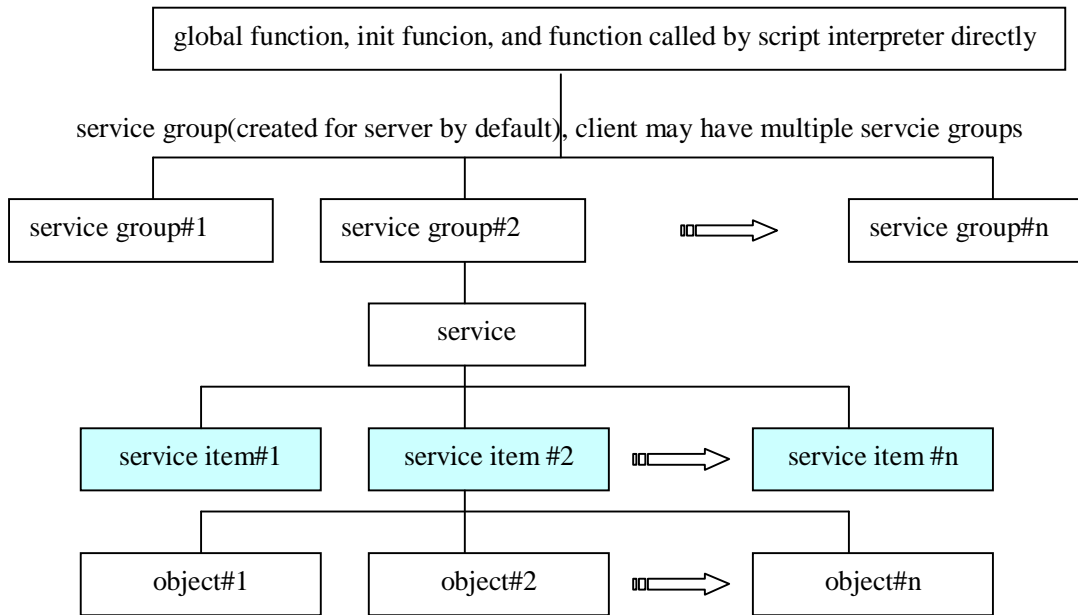 global function, init funcion, and function called by script interpreter directly
service group(created for server by default), client may have multiple servcie groups
service group#1
service group#2
service group#n
service
service item#1
service item #2
service item #n
object#1
object#2
object#n